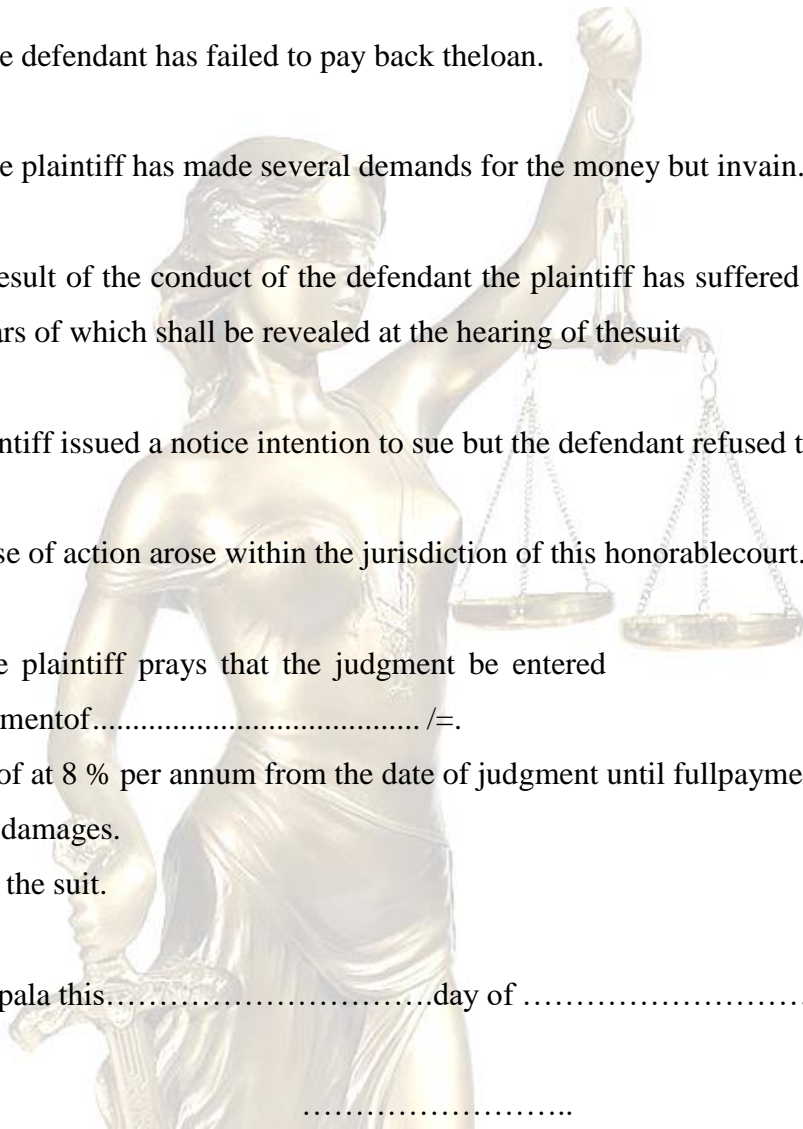 e defendant has failed to pay back theloan.
e plaintiff has made several demands for the money but invain.
esult of the conduct of the defendant the plaintiff has suffered
ars of which shall be revealed at the hearing of thesuit
ntiff issued a notice intention to sue but the defendant refused t
se of action arose within the jurisdiction of this honorablecourt.
e plaintiff prays that the judgment be entered
mentof........................................ /=.
of at 8 % per annum from the date of judgment until fullpayme
damages.
the suit.
pala this……………………………….day of …………………………
………………………..